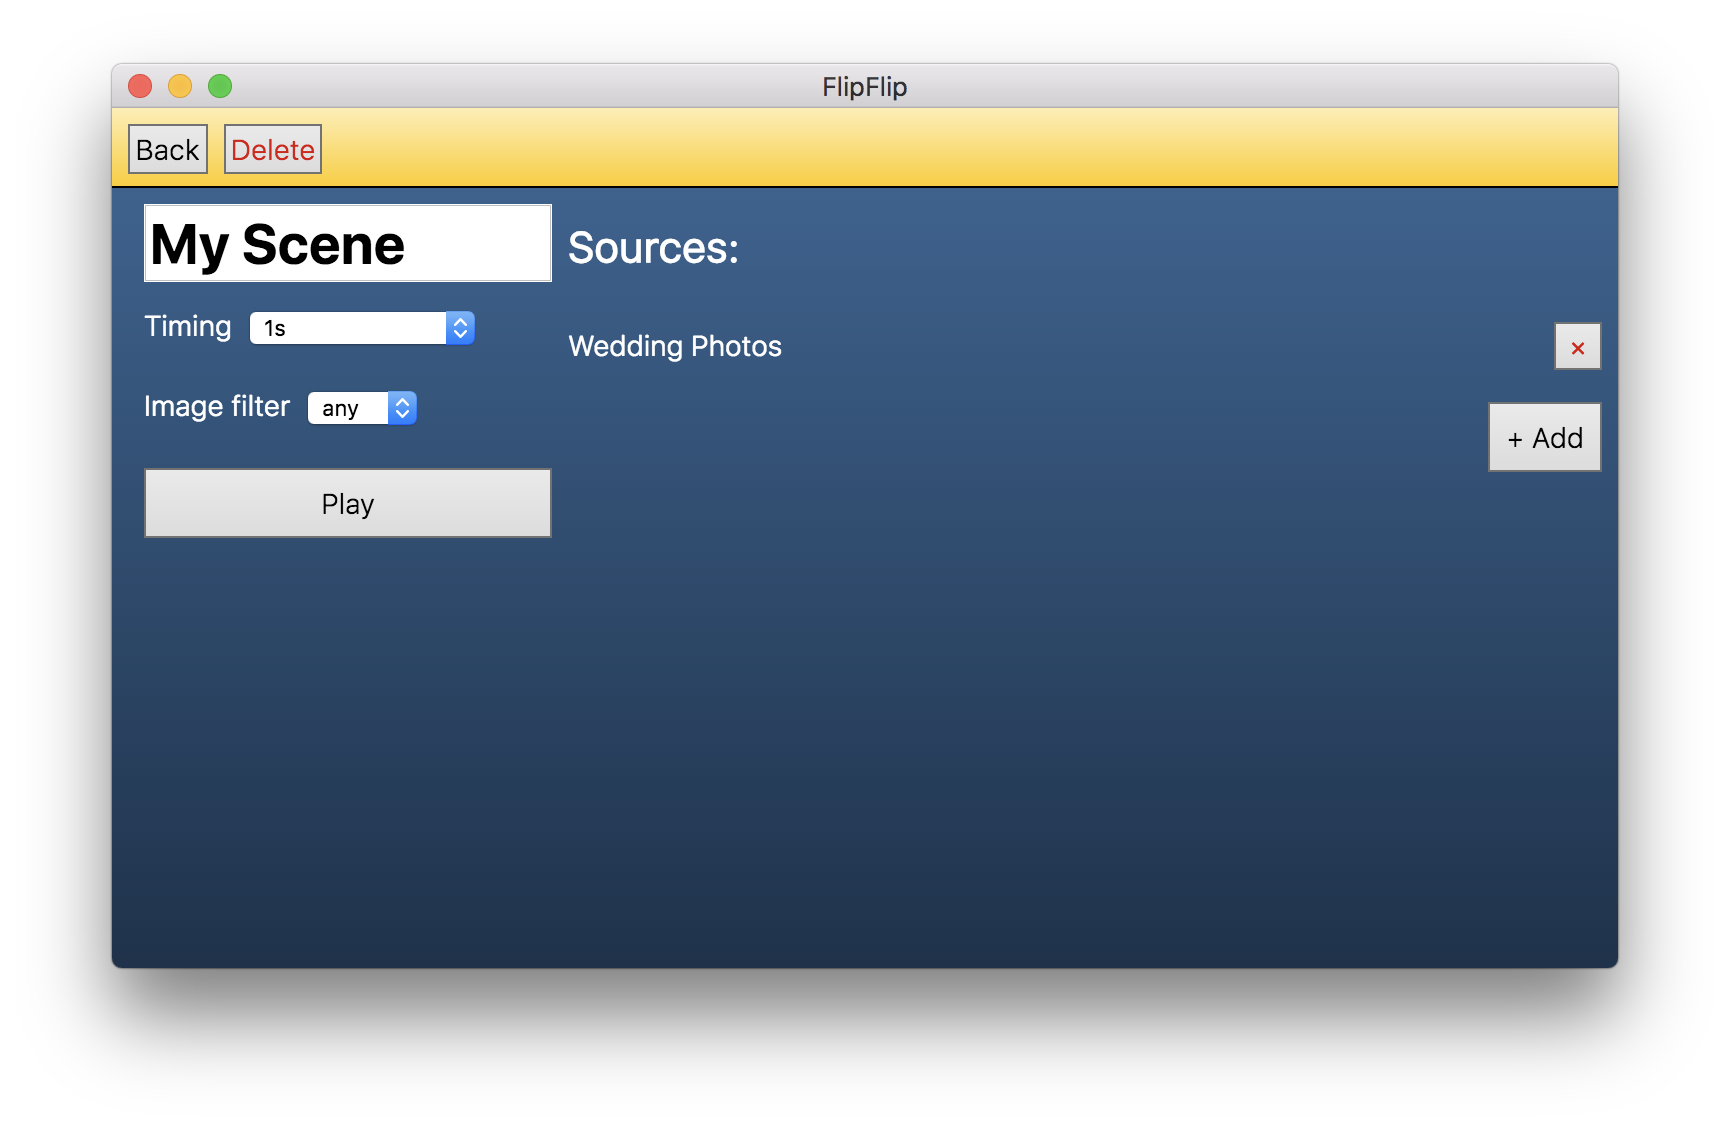 FlipFlip
Back Delete
My Scene
Timing 1s
Image filter any
Play
Sources:
Wedding Photos ×
+ Add